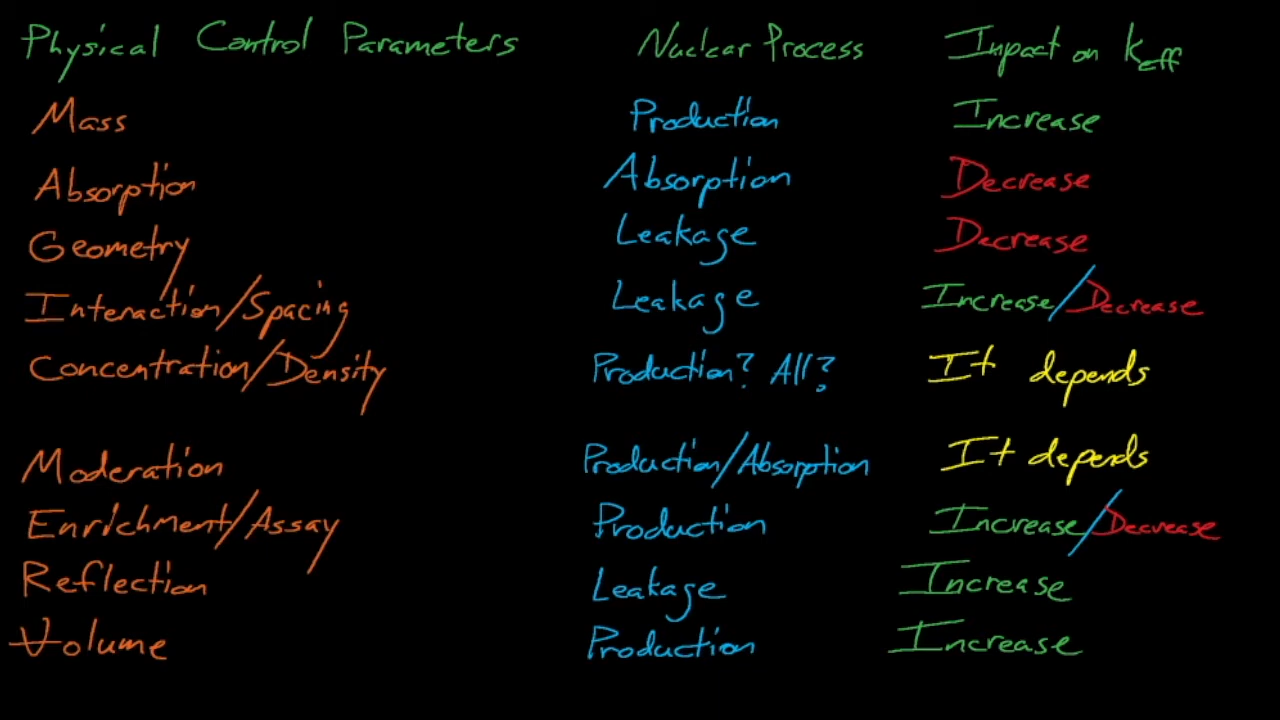 Physical Control Parameters Nuclear Process Impact on Keff
Mass Production Increase
Absorption Absorption Decrease
Geometry Leakage Decrease
Interaction/Spacing Leakage Increase/Decrease
Concentration/Density Production? All? It depends
Moderation Production/Absorption It depends
Enrichment/Assay Production Increase/Decrease
Reflection Leakage Increase
Volume Production Increase